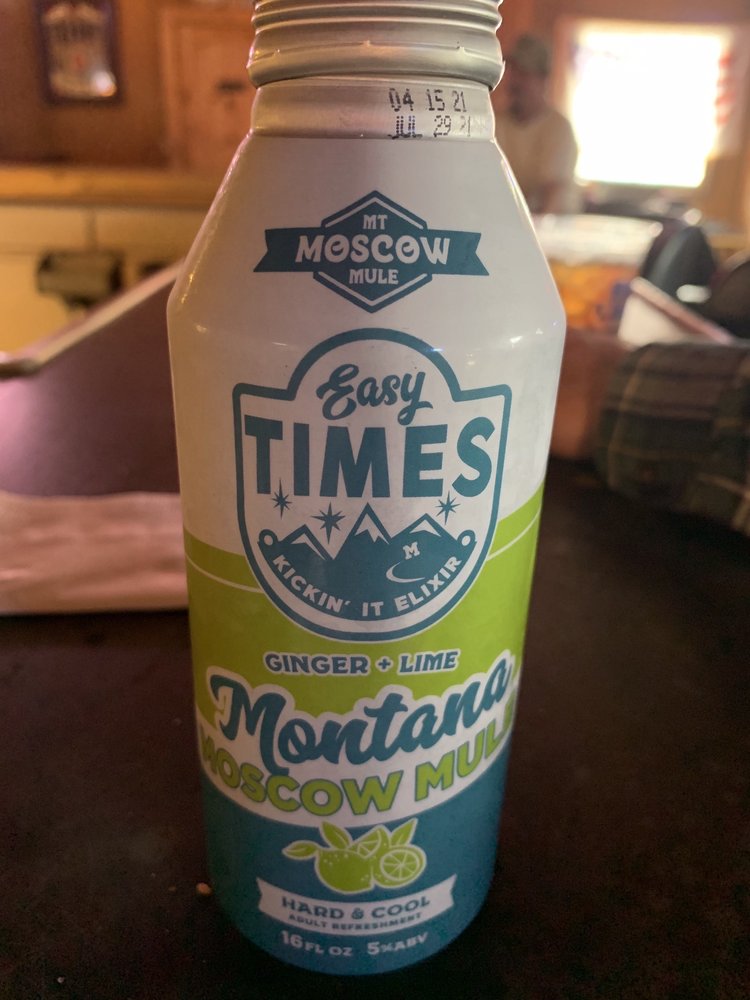 04 15 21
JUL 29 21
MT
MOSCOW
MULE
Easy
TIMES
M
KICKIN' IT ELIXIR
GINGER + LIME
Montana
MOSCOW MULE
HARD & COOL
ADULT REFRESHMENT
16 FL OZ 5% ABV